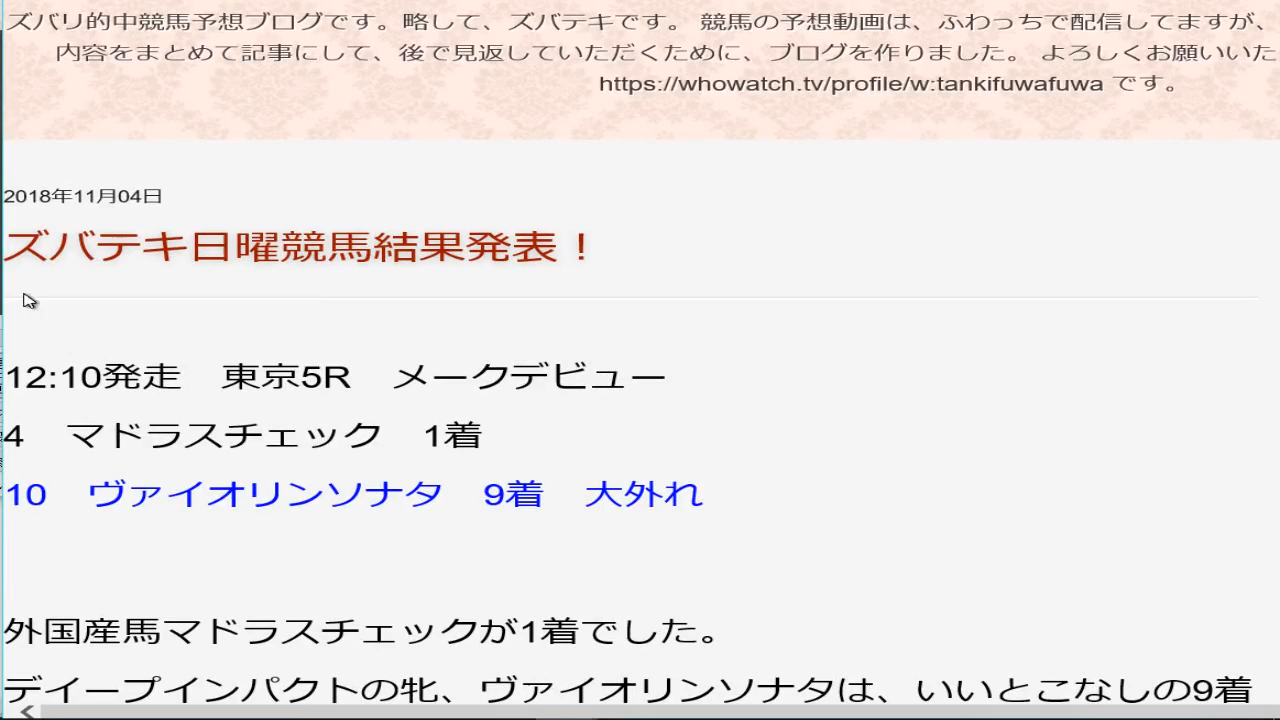 ズバリ的中競馬予想ブログです。略して、ズバテキです。 競馬の予想動画は、ふわっちで配信してますが、
内容をまとめて記事にして、後で見返していただくために、ブログを作りました。 よろしくお願いいた
https://whowatch.tv/profile/w:tankifuwafuwa です。
2018年11月04日
ズバテキ日曜競馬結果発表！
12:10発走　東京5R　メークデビュー
4　マドラスチェック　1着
10　ヴァイオリンソナタ　9着　大外れ
外国産馬マドラスチェックが1着でした。
デイープインパクトの牝、ヴァイオリンソナタは、いいとこなしの9着